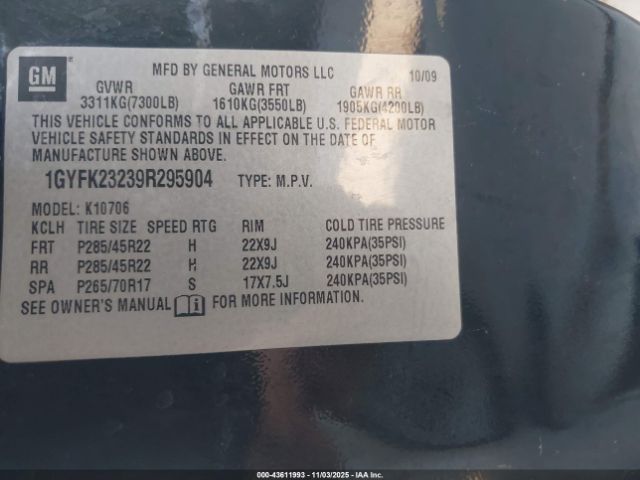 GM
MFD BY GENERAL MOTORS LLC 10/09
GVWR GAWR FRT GAWR RR
3311KG(7300LB) 1610KG(3550LB) 1905KG(4200LB)
THIS VEHICLE CONFORMS TO ALL APPLICABLE U.S. FEDERAL MOTOR
VEHICLE SAFETY STANDARDS IN EFFECT ON THE DATE OF
MANUFACTURE SHOWN ABOVE.
1GYFK23239R295904 TYPE: M.P.V.
MODEL: K10706
KCLH TIRE SIZE SPEED RTG RIM COLD TIRE PRESSURE
FRT P285/45R22 H 22X9J 240KPA(35PSI)
RR P285/45R22 H 22X9J 240KPA(35PSI)
SPA P265/70R17 S 17X7.5J 240KPA(35PSI)
SEE OWNER'S MANUAL FOR MORE INFORMATION.
000-43611993 - 11/03/2025 - IAA Inc.